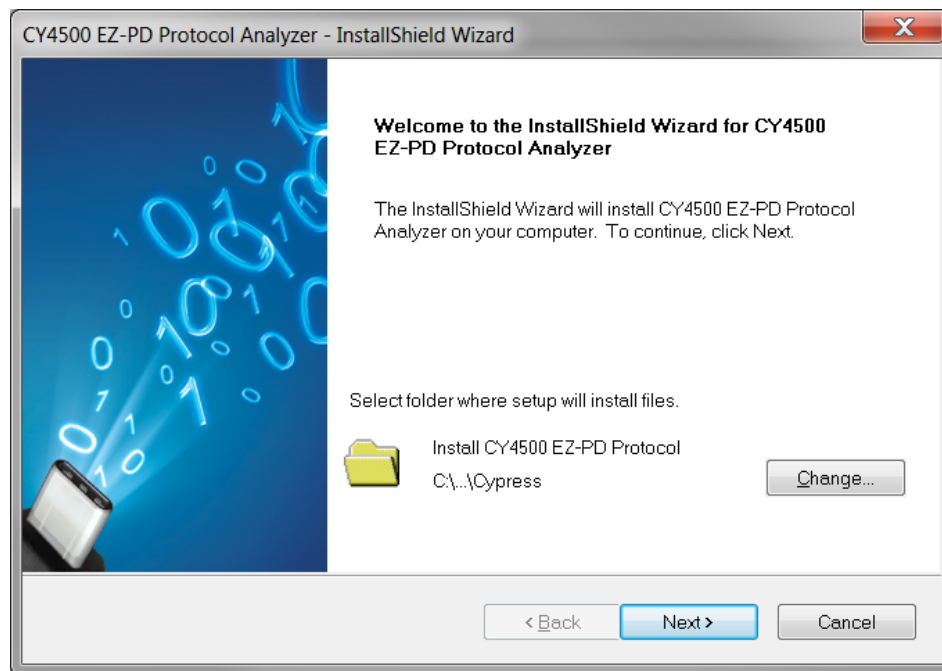 CY4500 EZ-PD Protocol Analyzer - InstallShield Wizard
Welcome to the InstallShield Wizard for CY4500
EZ-PD Protocol Analyzer
The InstallShield Wizard will install CY4500 EZ-PD Protocol
Analyzer on your computer. To continue, click Next.
Select folder where setup will install files.
Install CY4500 EZ-PD Protocol
C:\...\Cypress
Change...
< Back
Next >
Cancel